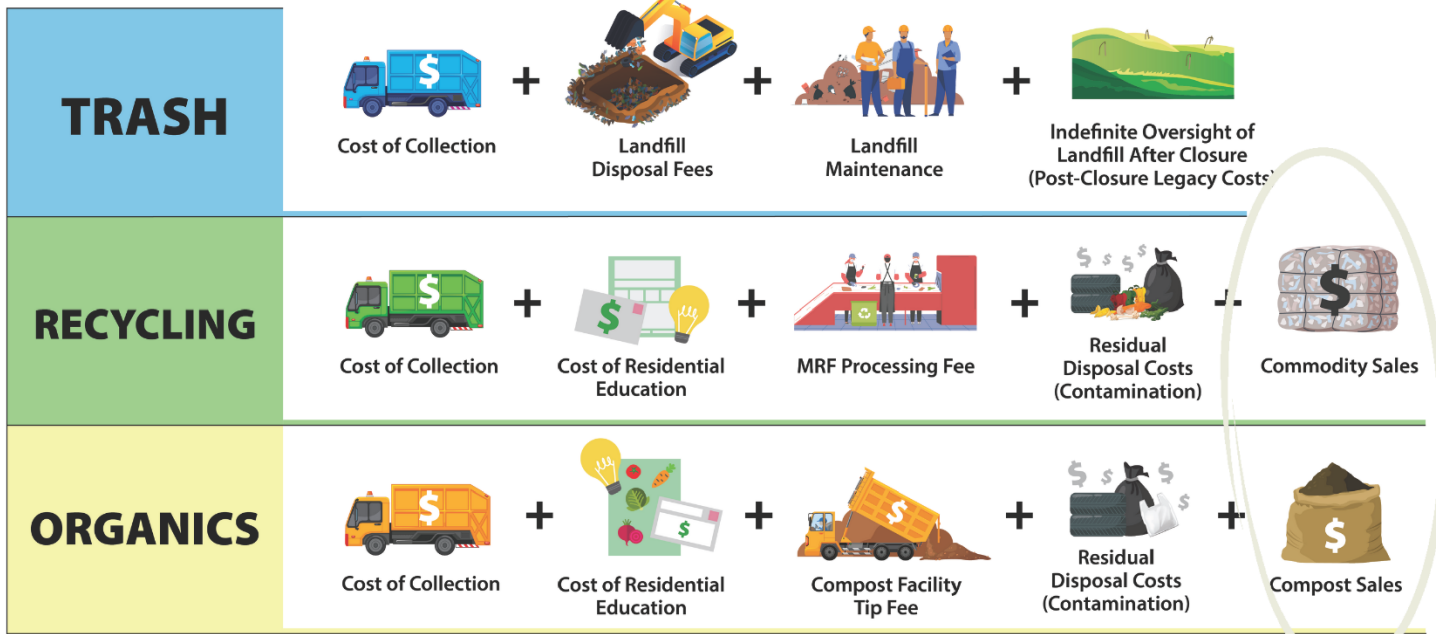 TRASH
$
+
+
+
Cost of Collection
Landfill
Disposal Fees
Landfill
Maintenance
Indefinite Oversight of
Landfill After Closure
(Post-Closure Legacy Costs)
RECYCLING
$
+
$
+
+
$ $ $ $
+
$
Cost of Collection
Cost of Residential
Education
MRF Processing Fee
Residual
Disposal Costs
(Contamination)
Commodity Sales
ORGANICS
$
+
$
+
$
+
$ $ $ $
+
$
Cost of Collection
Cost of Residential
Education
Compost Facility
Tip Fee
Residual
Disposal Costs
(Contamination)
Compost Sales